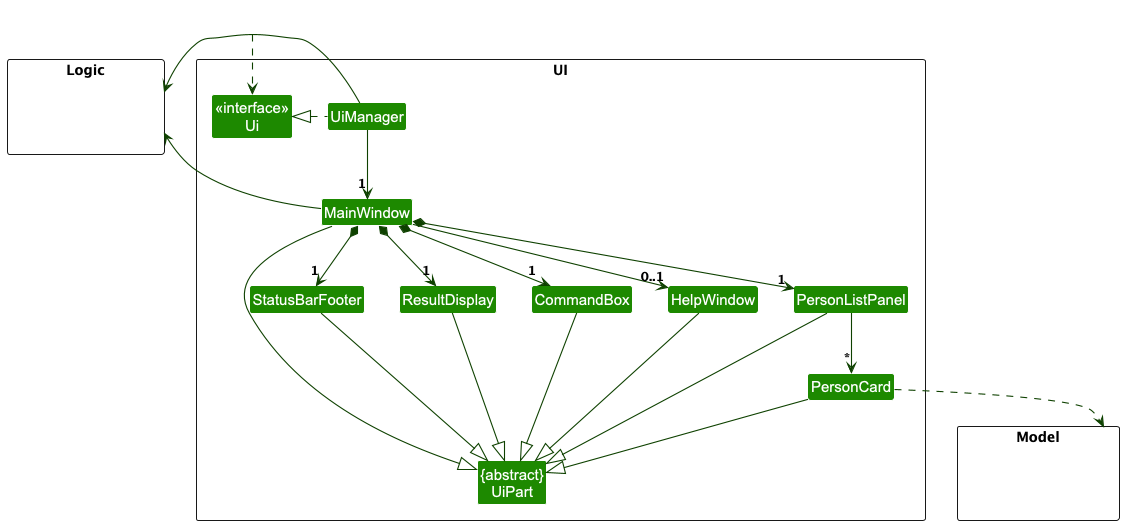 Logic
UI
«interface»
Ui
UiManager
1
MainWindow
1
1
1
0..1
1
StatusBarFooter
ResultDisplay
CommandBox
HelpWindow
PersonListPanel
*
PersonCard
Model
{abstract}
UiPart